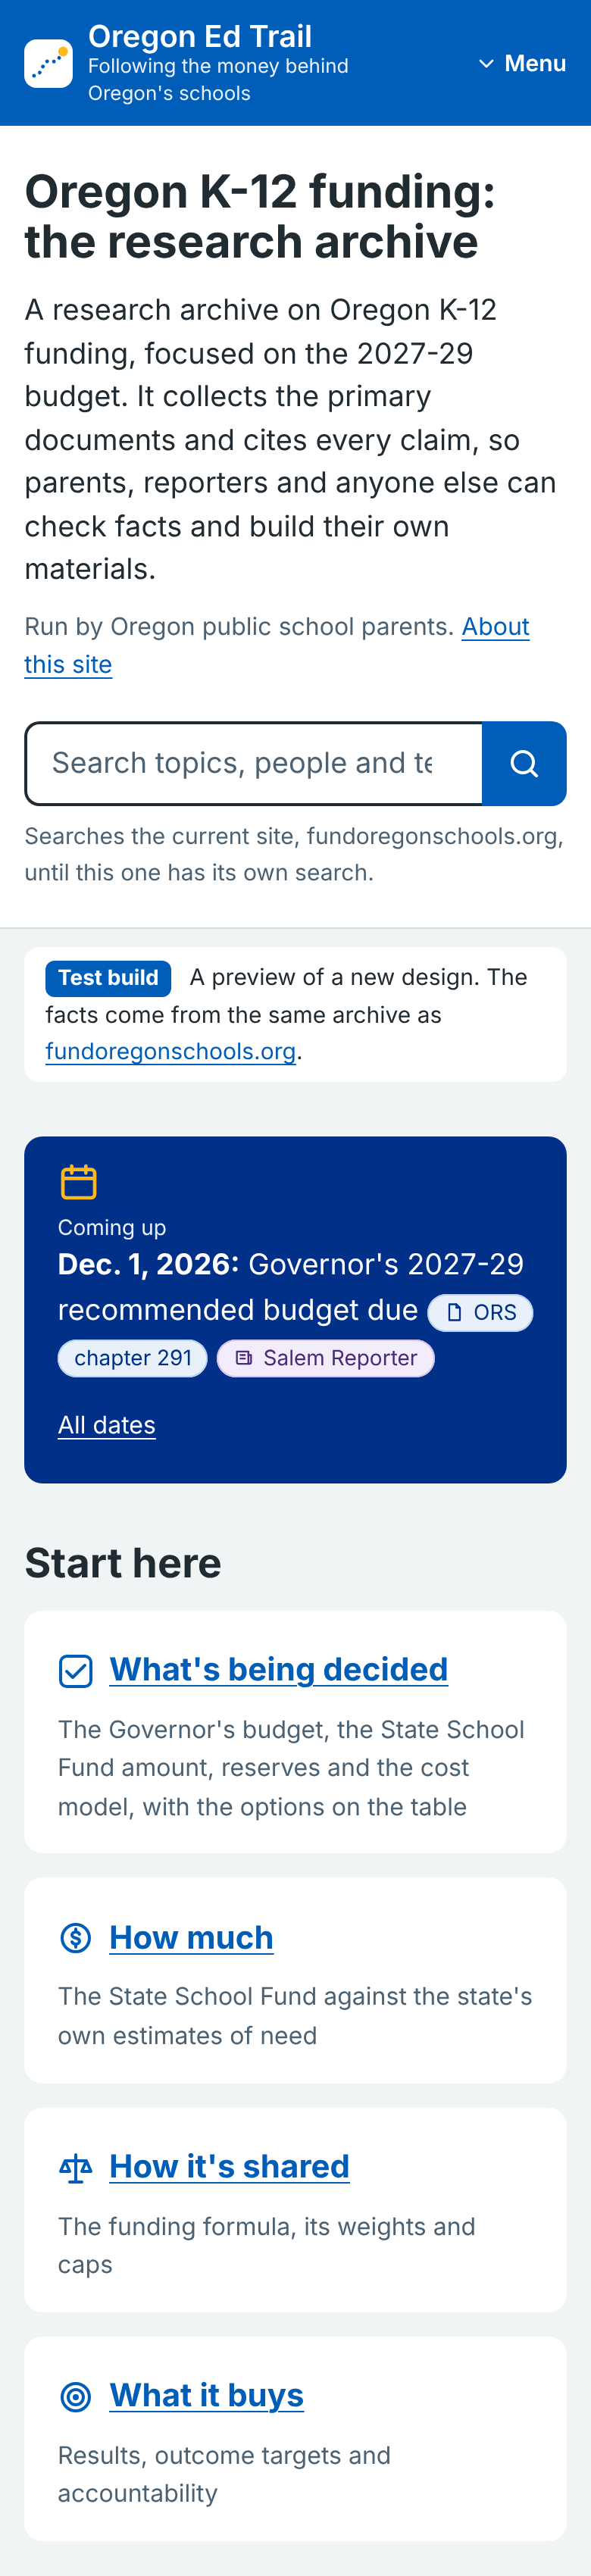 Oregon Ed Trail
Following the money behind
Oregon's schools
Menu
Oregon K-12 funding:
the research archive
A research archive on Oregon K-12
funding, focused on the 2027-29
budget. It collects the primary
documents and cites every claim, so
parents, reporters and anyone else can
check facts and build their own
materials.
Run by Oregon public school parents. About
this site
Search topics, people and te
Searches the current site, fundoregonschools.org,
until this one has its own search.
Test build A preview of a new design. The
facts come from the same archive as
fundoregonschools.org.
Coming up
Dec. 1, 2026: Governor's 2027-29
recommended budget due ORS
chapter 291 Salem Reporter
All dates
Start here
What's being decided
The Governor's budget, the State School
Fund amount, reserves and the cost
model, with the options on the table
How much
The State School Fund against the state's
own estimates of need
How it's shared
The funding formula, its weights and
caps
What it buys
Results, outcome targets and
accountability